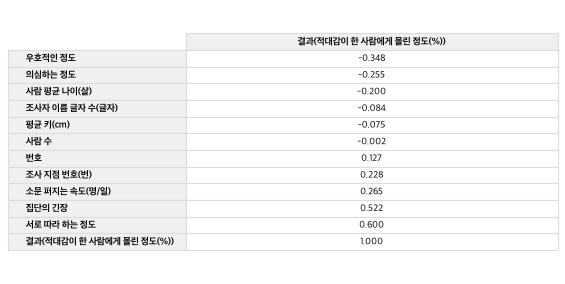 결과(적대감이 한 사람에게 몰린 정도(%))
우호적인 정도 -0.348
의심하는 정도 -0.255
사람 평균 나이(살) -0.200
조사자 이름 글자 수(글자) -0.084
평균 키(cm) -0.075
사람 수 -0.002
번호 0.127
조사 지점 번호(번) 0.228
소문 퍼지는 속도(명/일) 0.265
집단의 긴장 0.522
서로 따라 하는 정도 0.600
결과(적대감이 한 사람에게 몰린 정도(%)) 1.000